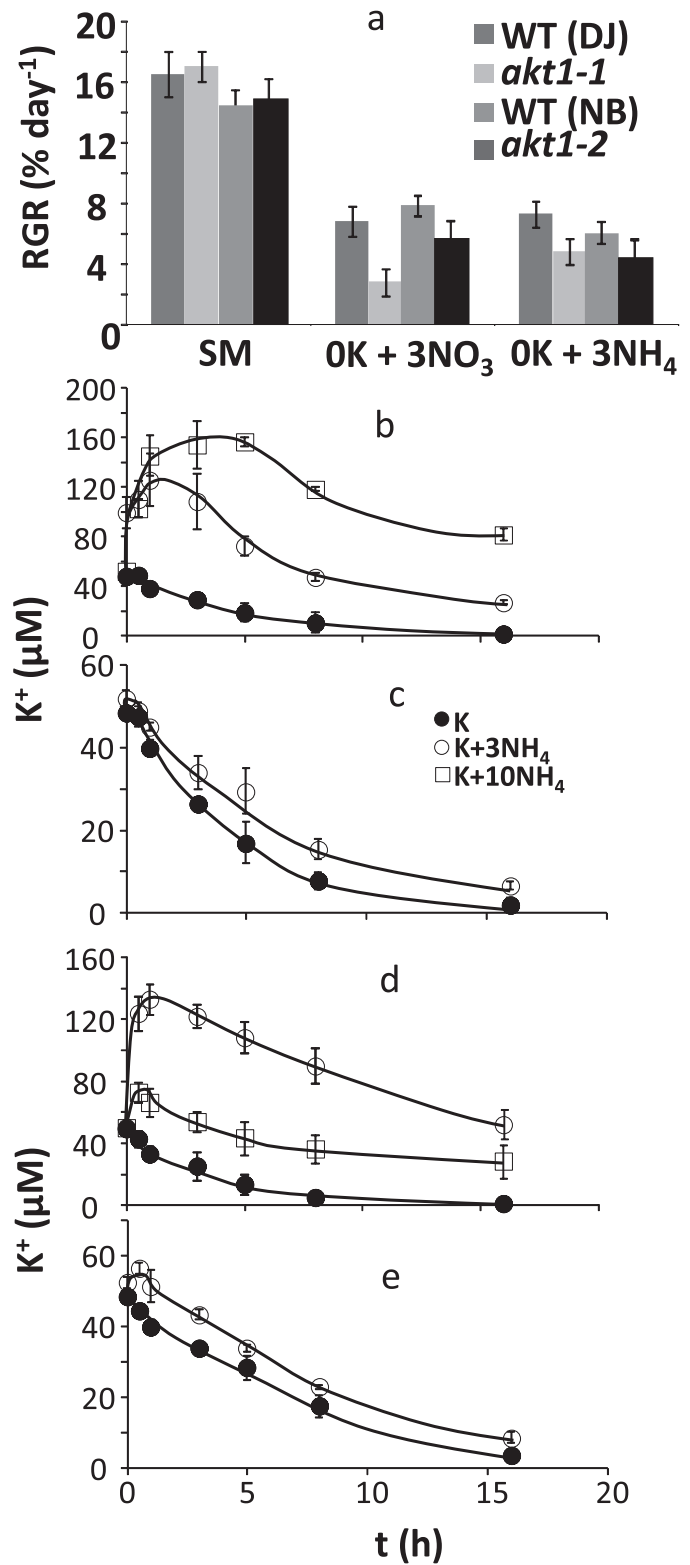 a
20
16
12
8
4
0
RGR (% day⁻¹)
WT (DJ)
akt1-1
WT (NB)
akt1-2
SM
0K + 3NO₃
0K + 3NH₄
b
200
160
120
80
40
0
K⁺ (μM)
c
60
40
20
0
K
K+3NH₄
K+10NH₄
d
160
120
80
40
0
K⁺ (μM)
e
60
40
20
0
0
5
10
15
20
t (h)